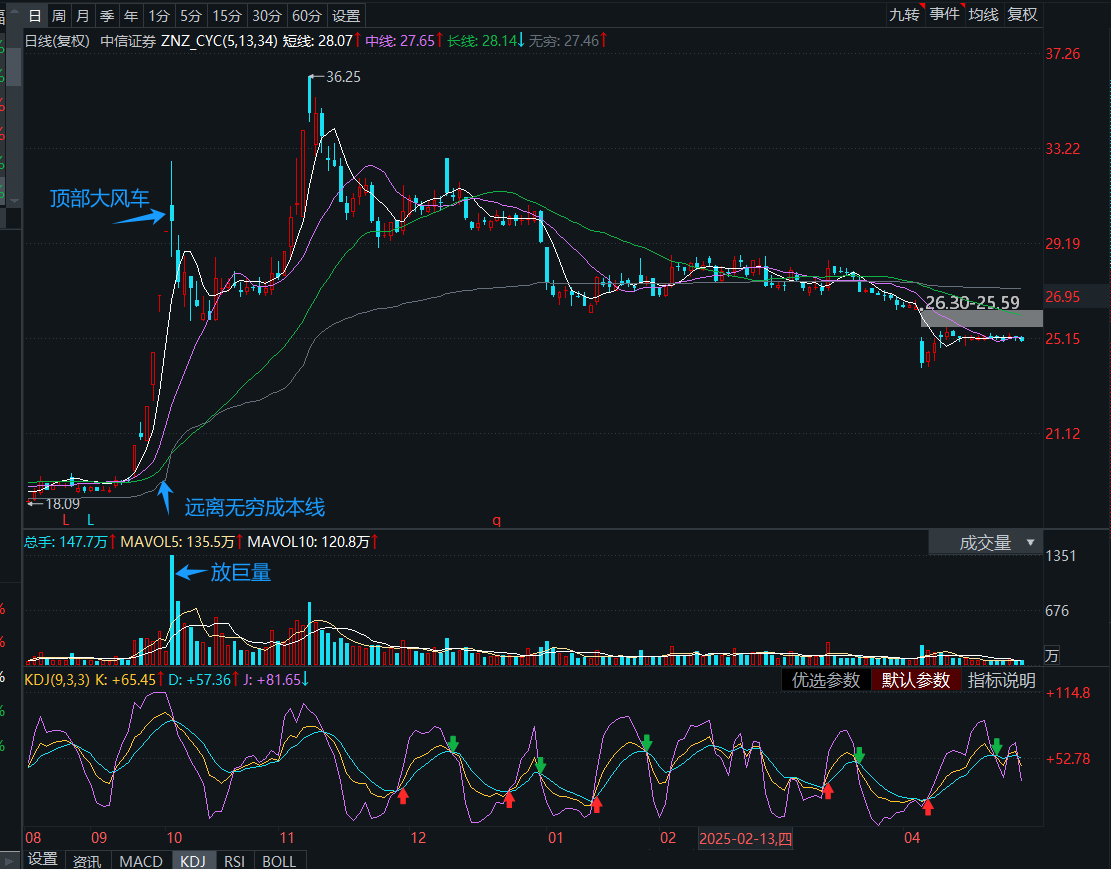 日 周 月 季 年 1分 5分 15分 30分 60分 设置 九转 事件 均线 复权
日线(复权) 中信证券 ZNZ_CYC(5,13,34) 短线: 28.07↑ 中线: 27.65↑ 长线: 28.14↓ 无穷: 27.46↑
37.26
←36.25
33.22
顶部大风车
29.19
26.95
26.30-25.59
25.15
21.12
←18.09
远离无穷成本线
L L q
总手: 147.7万↑ MAVOL5: 135.5万↑ MAVOL10: 120.8万↑ 成交量 ▼
1351
放巨量
676
万
KDJ(9,3,3) K: +65.45↑ D: +57.36↑ J: +81.65↓ 优选参数 默认参数 指标说明
+114.8
+52.78
08 09 10 11 12 01 02 2025-02-13,四 04
设置 资讯 MACD KDJ RSI BOLL